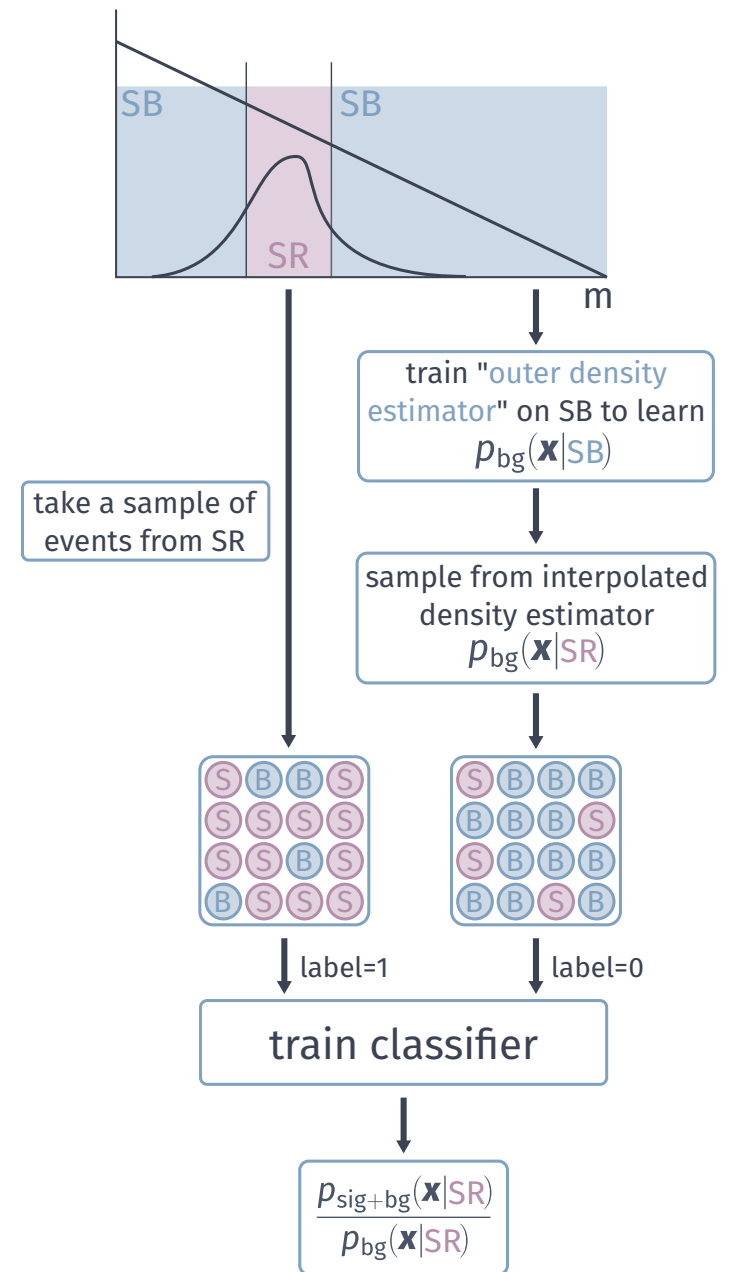 SB
SB
SR
m
train "outer density
estimator" on SB to learn
p_bg(x|SB)
take a sample of
events from SR
sample from interpolated
density estimator
p_bg(x|SR)
S B B S
S S S S
S S B S
B S S S
S B B B
B B B S
S B B B
B B S B
label=1
label=0
train classifier
p_sig+bg(x|SR)
p_bg(x|SR)